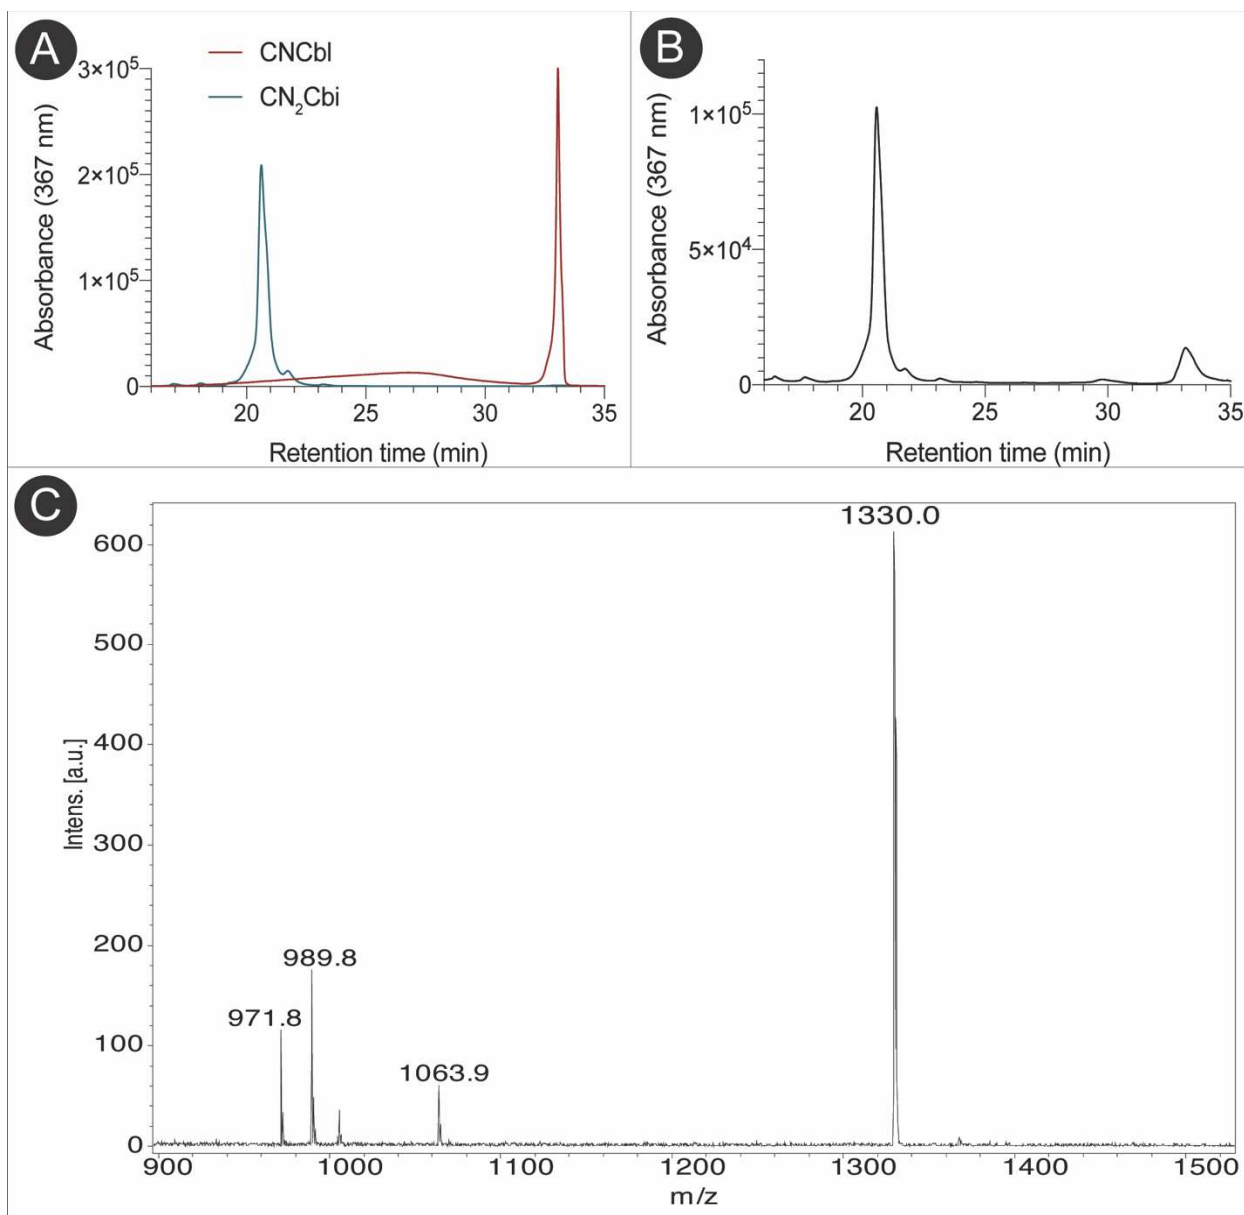 A
CNCbl
CN₂Cbi
Absorbance (367 nm)
3×10⁵
2×10⁵
1×10⁵
0
20 25 30 35
Retention time (min)
B
Absorbance (367 nm)
1×10⁵
5×10⁴
0
20 25 30 35
Retention time (min)
C
Intens. [a.u.]
600
500
400
300
200
100
0
1330.0
989.8
971.8
1063.9
900 1000 1100 1200 1300 1400 1500
m/z